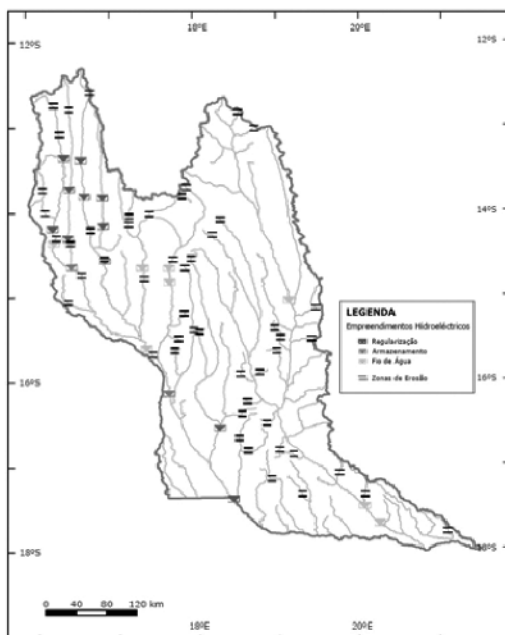 18ºE 20ºE
12ºS 12ºS
14ºS 14ºS
LEGENDA
Empreendimentos Hidroeléctricos
Regularização
Armazenamento
Fio de Água
Zonas de Erosão
16ºS 16ºS
18ºS 18ºS
0 40 80 120 km
18ºE 20ºE